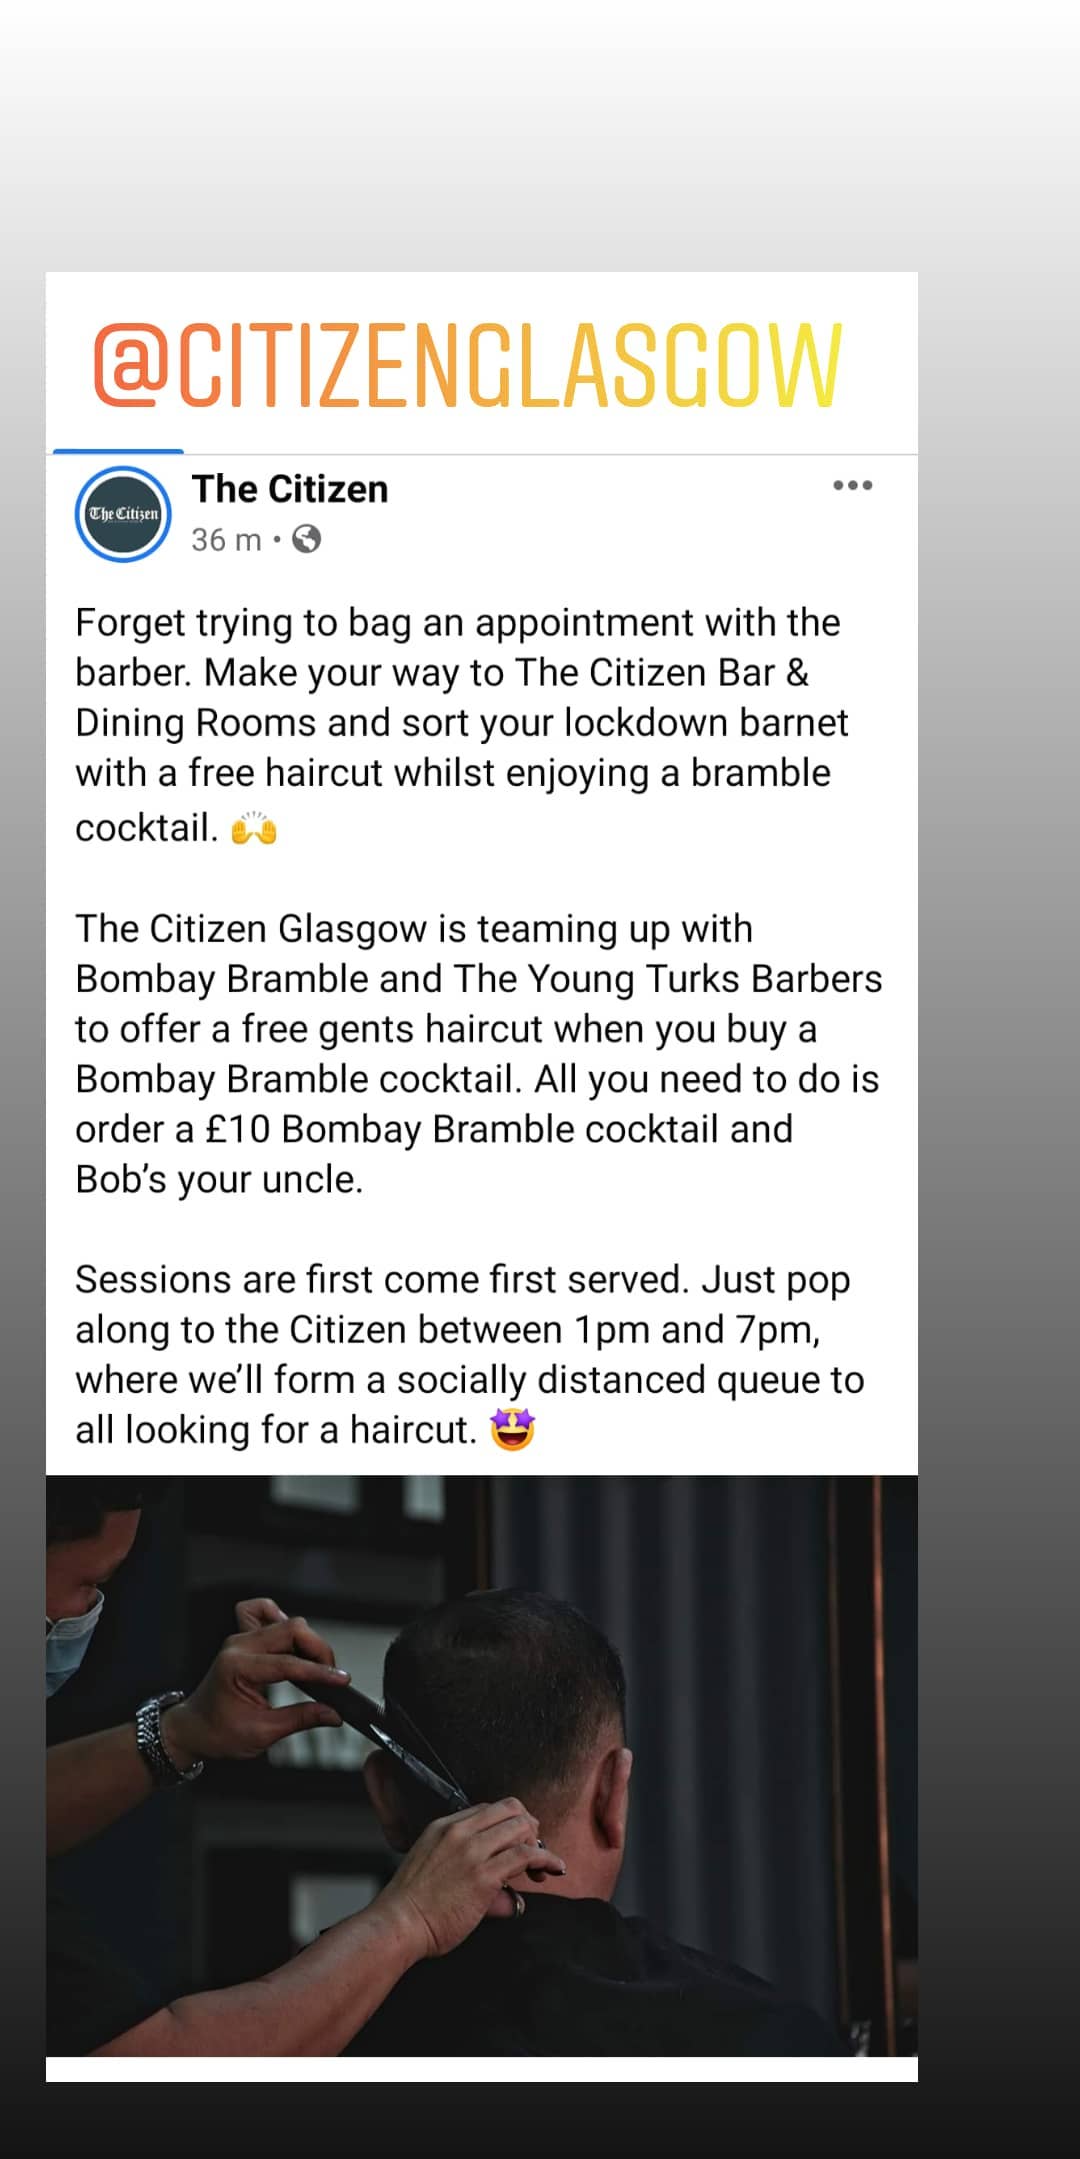 @CITIZENGLASGOW
The Citizen
The Citizen
36 m •
Forget trying to bag an appointment with the
barber. Make your way to The Citizen Bar &
Dining Rooms and sort your lockdown barnet
with a free haircut whilst enjoying a bramble
cocktail. 🙌
The Citizen Glasgow is teaming up with
Bombay Bramble and The Young Turks Barbers
to offer a free gents haircut when you buy a
Bombay Bramble cocktail. All you need to do is
order a £10 Bombay Bramble cocktail and
Bob’s your uncle.
Sessions are first come first served. Just pop
along to the Citizen between 1pm and 7pm,
where we’ll form a socially distanced queue to
all looking for a haircut. 🤩